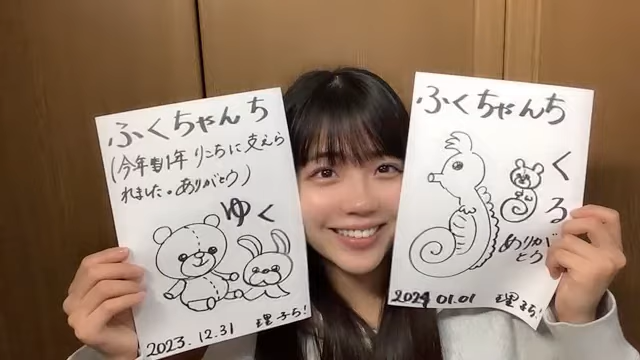 ふくちゃんち
(今年も1年りこちに支えら
れました。ありがとう)
ゆく
2023.12.31 理子ち!
ふくちゃんち
くる
ありがとう
2024 01.01 理子ち!